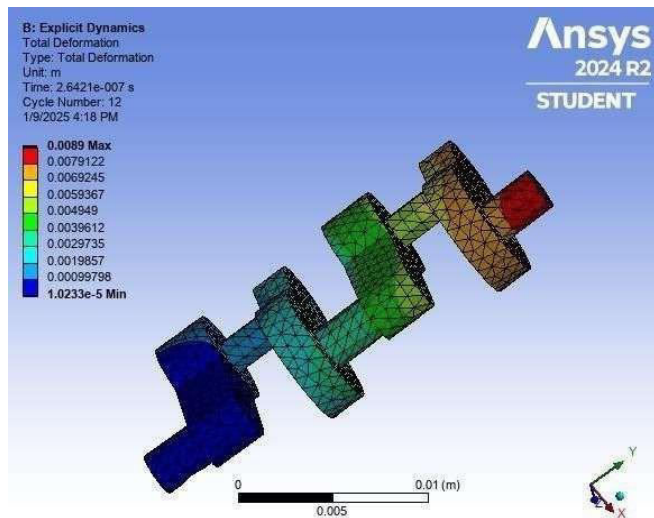 B: Explicit Dynamics
Total Deformation
Type: Total Deformation
Unit: m
Time: 2.6421e-007 s
Cycle Number: 12
1/9/2025 4:18 PM
0.0089 Max
0.0079122
0.0069245
0.0059367
0.004949
0.0039612
0.0029735
0.0019857
0.00099798
1.0233e-5 Min
Ansys
2024 R2
STUDENT
0
0.01 (m)
0.005
Y
X